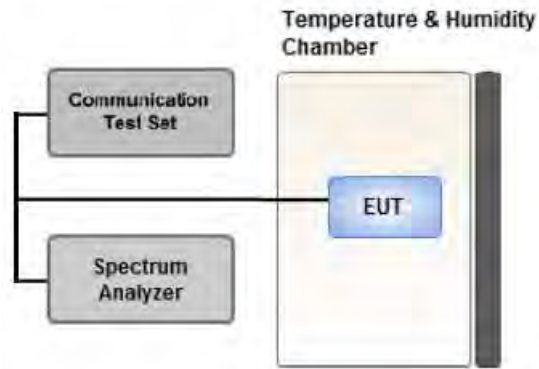 Temperature & Humidity
Chamber
Communication
Test Set
EUT
Spectrum
Analyzer